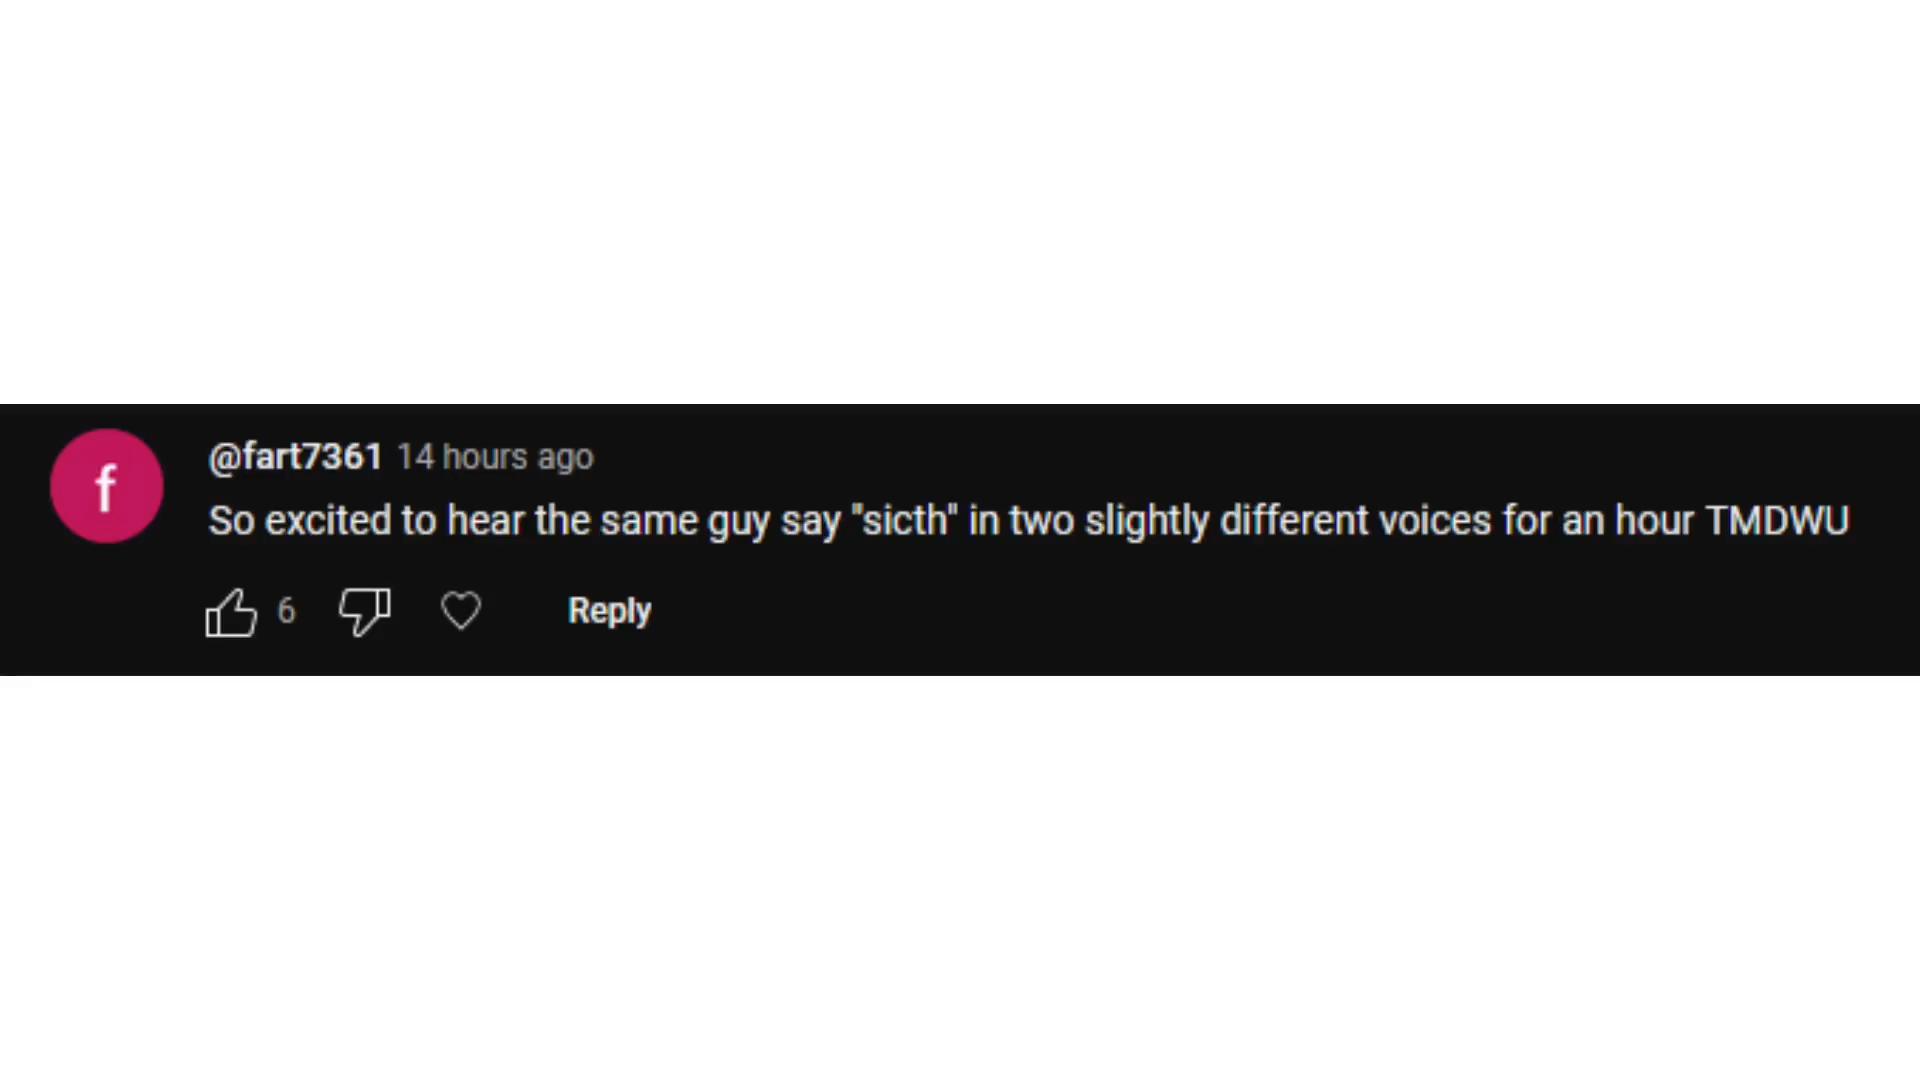 f
@fart7361 14 hours ago
So excited to hear the same guy say "sicth" in two slightly different voices for an hour TMDWU
6 Reply